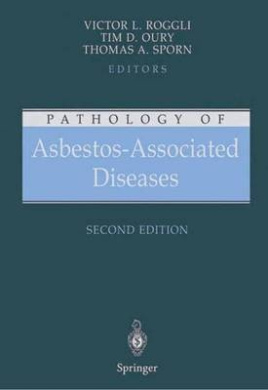 VICTOR L. ROGGLI
TIM D. OURY
THOMAS A. SPORN
EDITORS
PATHOLOGY OF
Asbestos-Associated
Diseases
SECOND EDITION
Springer